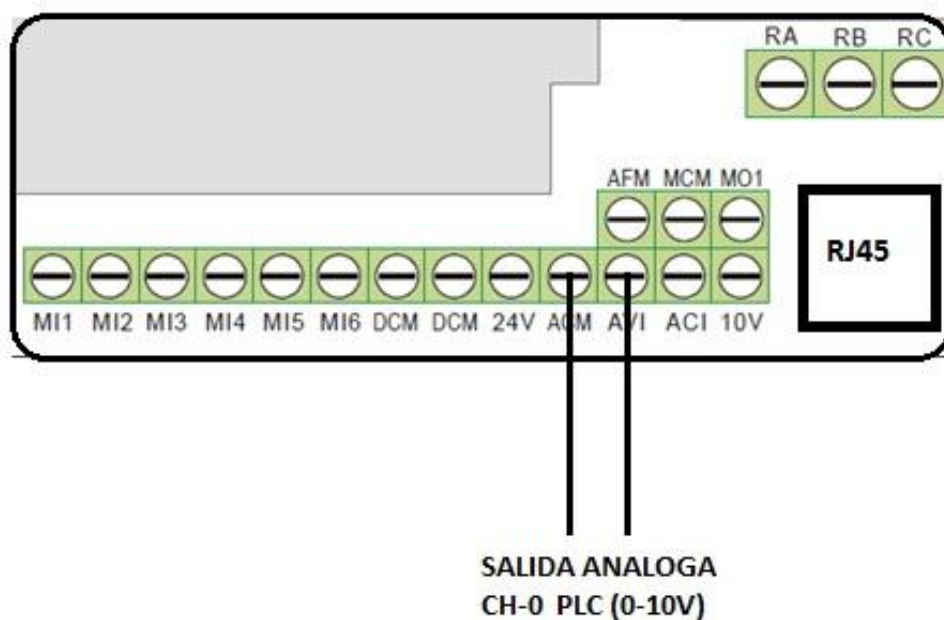 RA RB RC
AFM MCM MO1
RJ45
MI1 MI2 MI3 MI4 MI5 MI6 DCM DCM 24V ACM AVI ACI 10V
SALIDA ANALOGA
CH-0 PLC (0-10V)